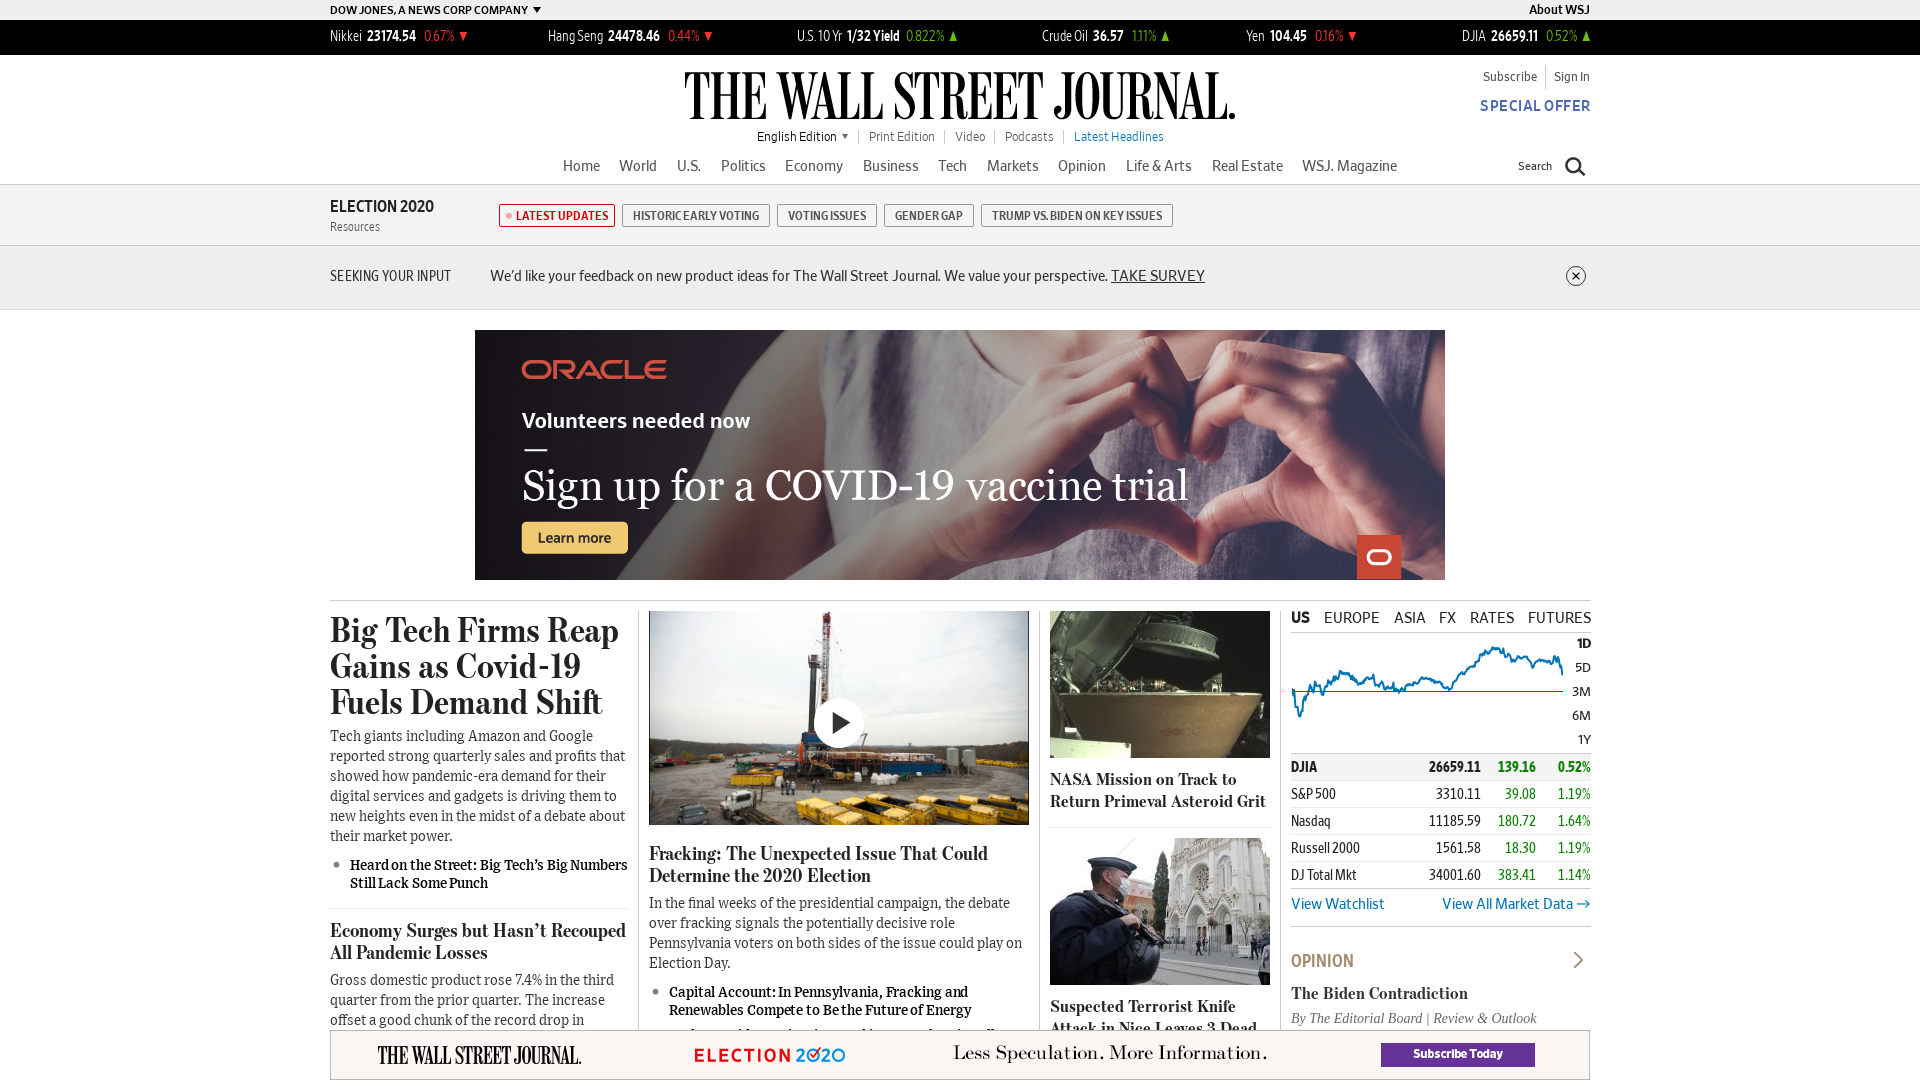 DOW JONES, A NEWS CORP COMPANY
About WSJ
Nikkei 23174.54 0.67% ▼
Hang Seng 24478.46 0.44% ▼
U.S. 10 Yr 1/32 Yield 0.822% ▲
Crude Oil 36.57 1.11% ▲
Yen 104.45 0.16% ▼
DJIA 26659.11 0.52% ▲
THE WALL STREET JOURNAL.
Subscribe
Sign In
SPECIAL OFFER
English Edition
Print Edition
Video
Podcasts
Latest Headlines
Home
World
U.S.
Politics
Economy
Business
Tech
Markets
Opinion
Life & Arts
Real Estate
WSJ. Magazine
Search
ELECTION 2020
Resources
LATEST UPDATES
HISTORIC EARLY VOTING
VOTING ISSUES
GENDER GAP
TRUMP VS. BIDEN ON KEY ISSUES
SEEKING YOUR INPUT
We’d like your feedback on new product ideas for The Wall Street Journal. We value your perspective. TAKE SURVEY
ORACLE
Volunteers needed now
Sign up for a COVID-19 vaccine trial
Learn more
Big Tech Firms Reap
Gains as Covid-19
Fuels Demand Shift
Tech giants including Amazon and Google
reported strong quarterly sales and profits that
showed how pandemic-era demand for their
digital services and gadgets is driving them to
new heights even in the midst of a debate about
their market power.
Heard on the Street: Big Tech’s Big Numbers
Still Lack Some Punch
Economy Surges but Hasn’t Recouped
All Pandemic Losses
Gross domestic product rose 7.4% in the third
quarter from the prior quarter. The increase
offset a good chunk of the record drop in
Fracking: The Unexpected Issue That Could
Determine the 2020 Election
In the final weeks of the presidential campaign, the debate
over fracking signals the potentially decisive role
Pennsylvania voters on both sides of the issue could play on
Election Day.
Capital Account: In Pennsylvania, Fracking and
Renewables Compete to Be the Future of Energy
NASA Mission on Track to
Return Primeval Asteroid Grit
Suspected Terrorist Knife
Attack in Nice Leaves 3 Dead
US
EUROPE
ASIA
FX
RATES
FUTURES
1D
5D
3M
6M
1Y
DJIA 26659.11 139.16 0.52%
S&P 500 3310.11 39.08 1.19%
Nasdaq 11185.59 180.72 1.64%
Russell 2000 1561.58 18.30 1.19%
DJ Total Mkt 34001.60 383.41 1.14%
View Watchlist
View All Market Data
OPINION
The Biden Contradiction
By The Editorial Board | Review & Outlook
THE WALL STREET JOURNAL.
ELECTION 2020
Less Speculation. More Information.
Subscribe Today